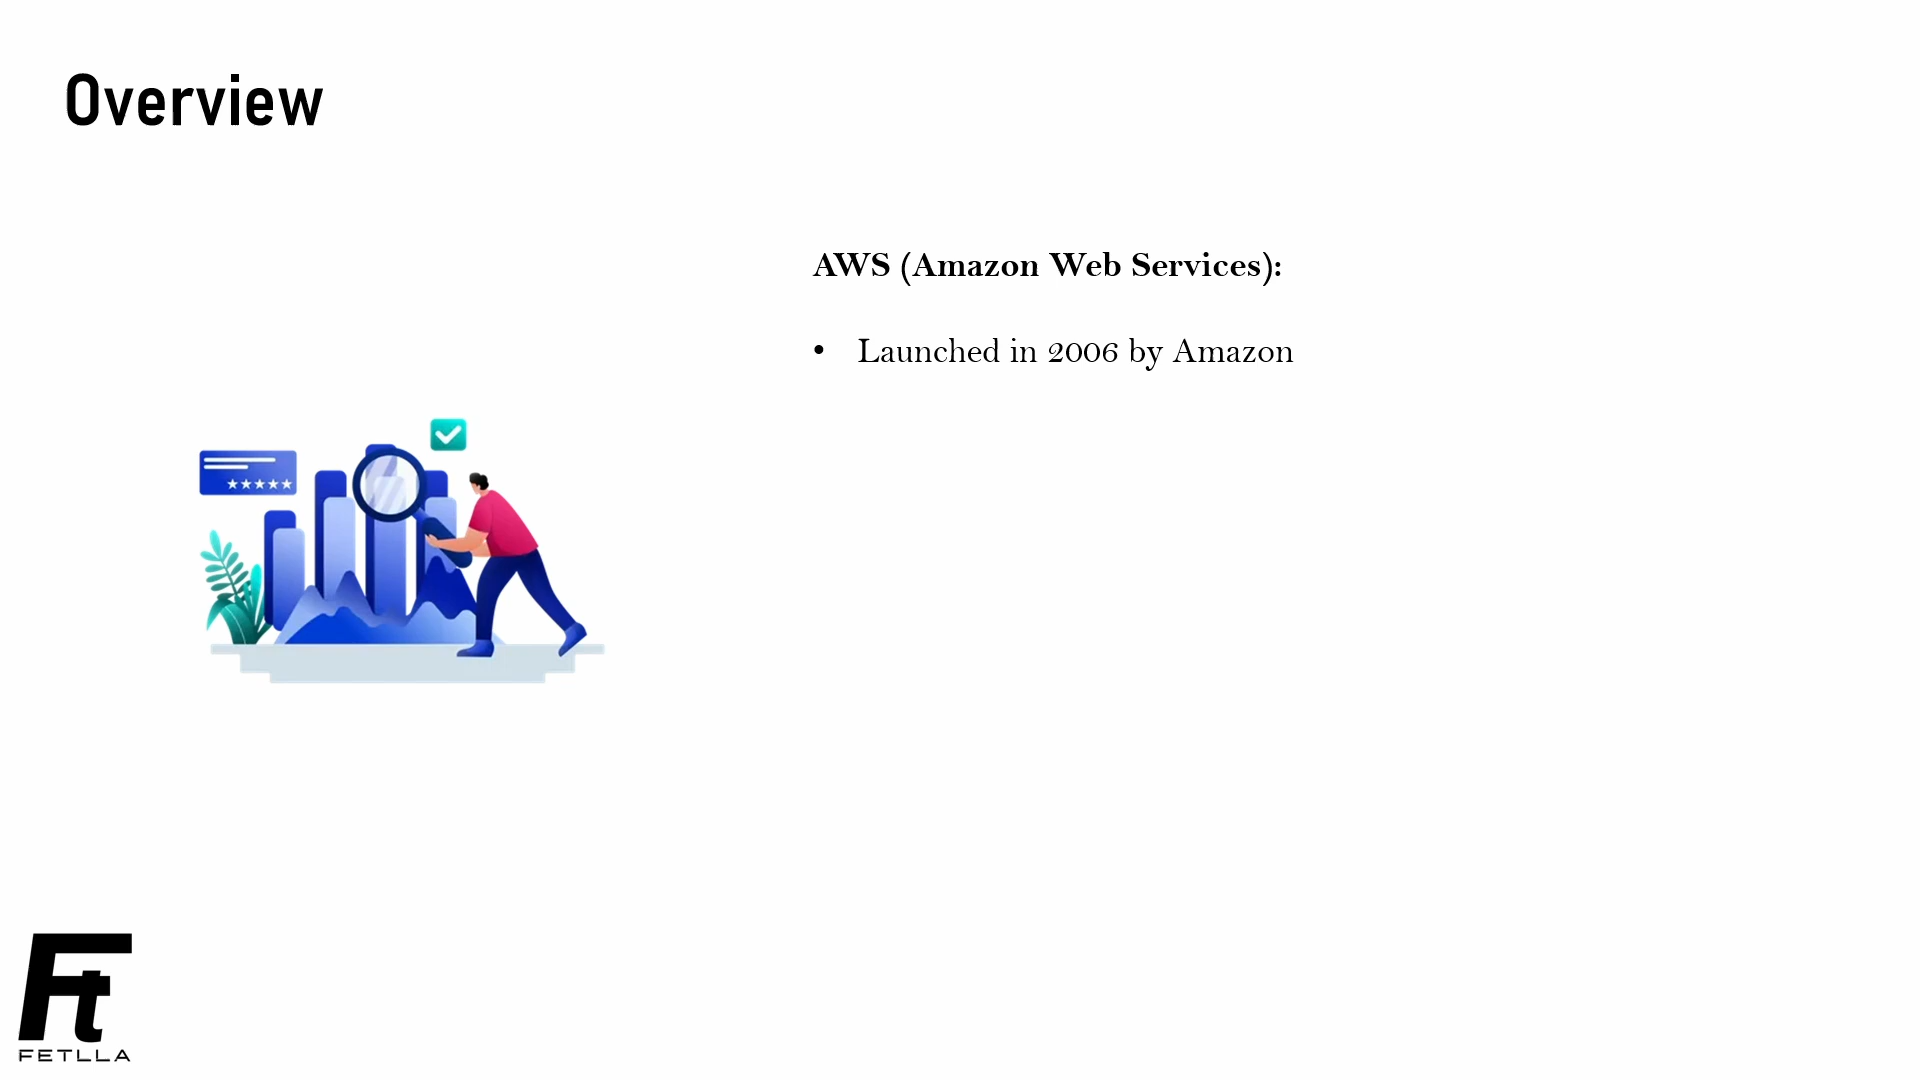 Overview
AWS (Amazon Web Services):
• Launched in 2006 by Amazon
Ft
FETLLA